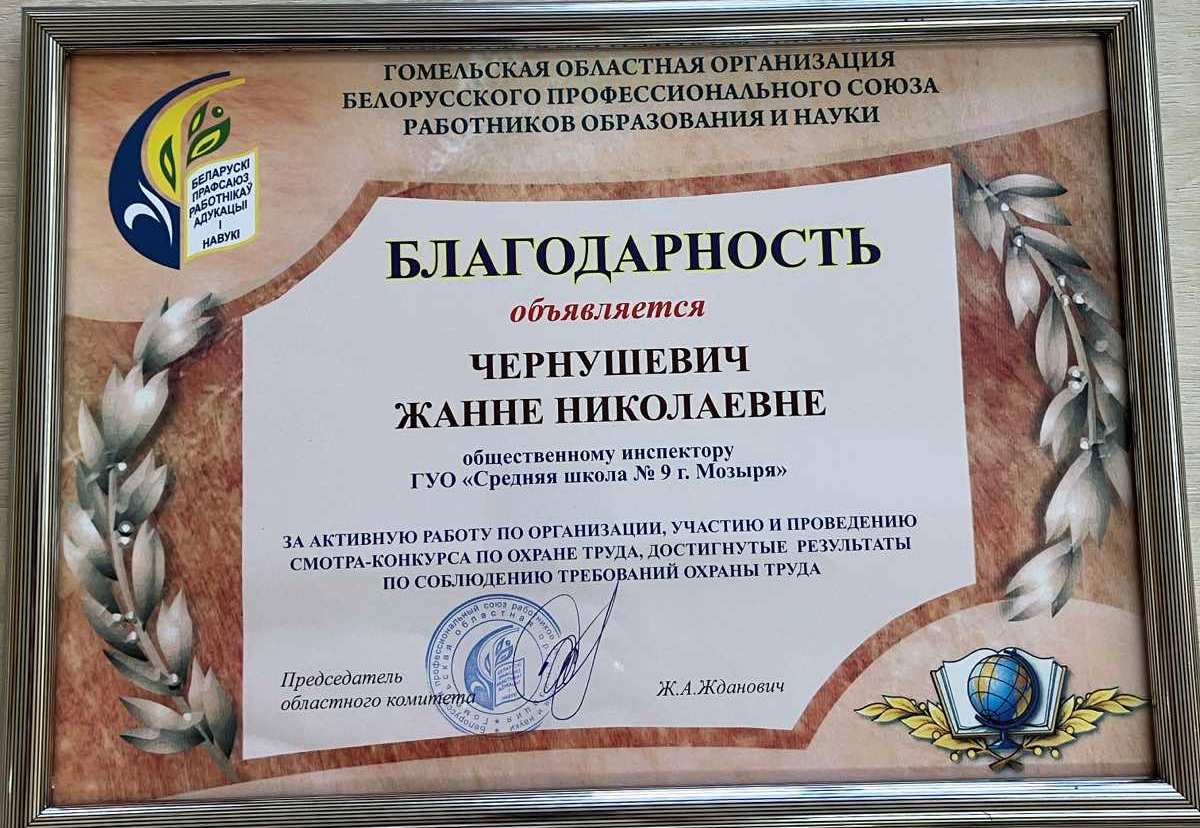 ГОМЕЛЬСКАЯ ОБЛАСТНАЯ ОРГАНИЗАЦИЯ
БЕЛОРУССКОГО ПРОФЕССИОНАЛЬНОГО СОЮЗА
РАБОТНИКОВ ОБРАЗОВАНИЯ И НАУКИ
БЕЛАРУСКІ
ПРАФСАЮЗ
РАБОТНІКАЎ
АДУКАЦЫІ
І
НАВУКІ
БЛАГОДАРНОСТЬ
объявляется
ЧЕРНУШЕВИЧ
ЖАННЕ НИКОЛАЕВНЕ
общественному инспектору
ГУО «Средняя школа № 9 г. Мозыря»
ЗА АКТИВНУЮ РАБОТУ ПО ОРГАНИЗАЦИИ, УЧАСТИЮ И ПРОВЕДЕНИЮ
СМОТРА-КОНКУРСА ПО ОХРАНЕ ТРУДА, ДОСТИГНУТЫЕ РЕЗУЛЬТАТЫ
ПО СОБЛЮДЕНИЮ ТРЕБОВАНИЙ ОХРАНЫ ТРУДА
Председатель
областного комитета
Ж.А.Жданович